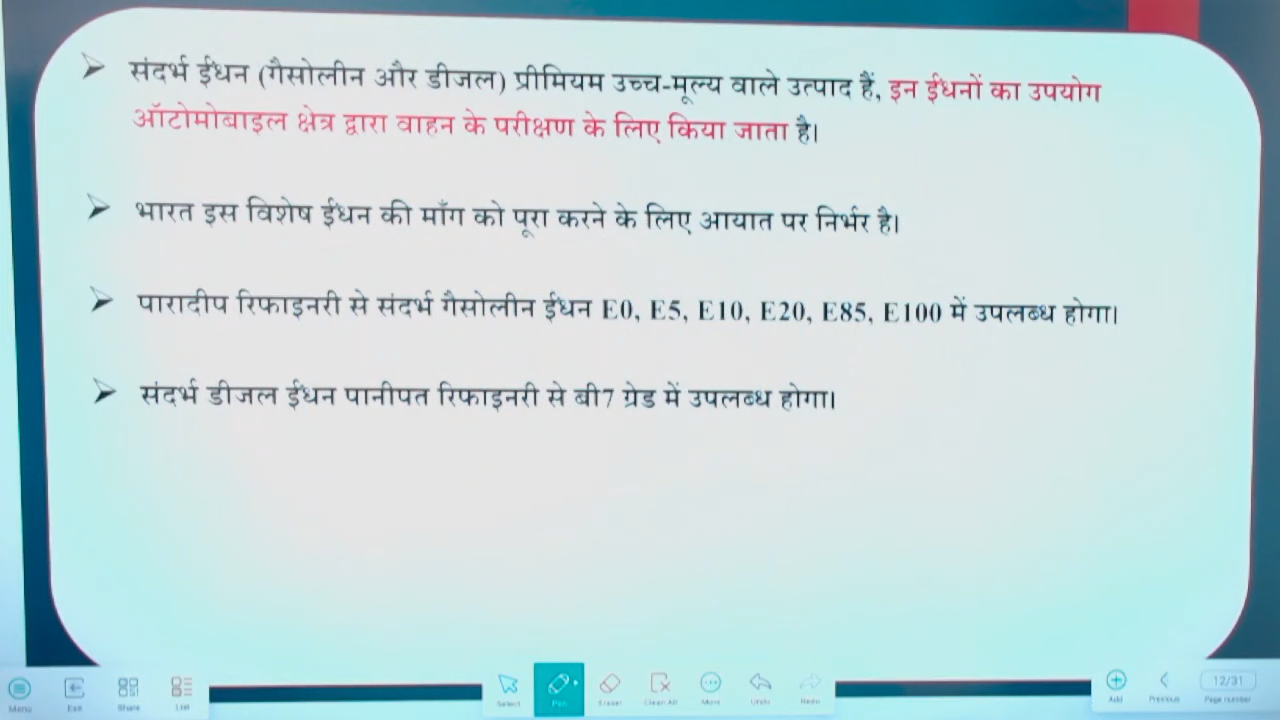 संदर्भ ईंधन (गैसोलीन और डीजल) प्रीमियम उच्च-मूल्य वाले उत्पाद हैं, इन ईंधनों का उपयोग
ऑटोमोबाइल क्षेत्र द्वारा वाहन के परीक्षण के लिए किया जाता है।
भारत इस विशेष ईंधन की माँग को पूरा करने के लिए आयात पर निर्भर है।
पारादीप रिफाइनरी से संदर्भ गैसोलीन ईंधन E0, E5, E10, E20, E85, E100 में उपलब्ध होगा।
संदर्भ डीजल ईंधन पानीपत रिफाइनरी से बी7 ग्रेड में उपलब्ध होगा।
Menu Exit Share List Select Pen Eraser Clean All More Undo Redo Add Previous Page number
12/31